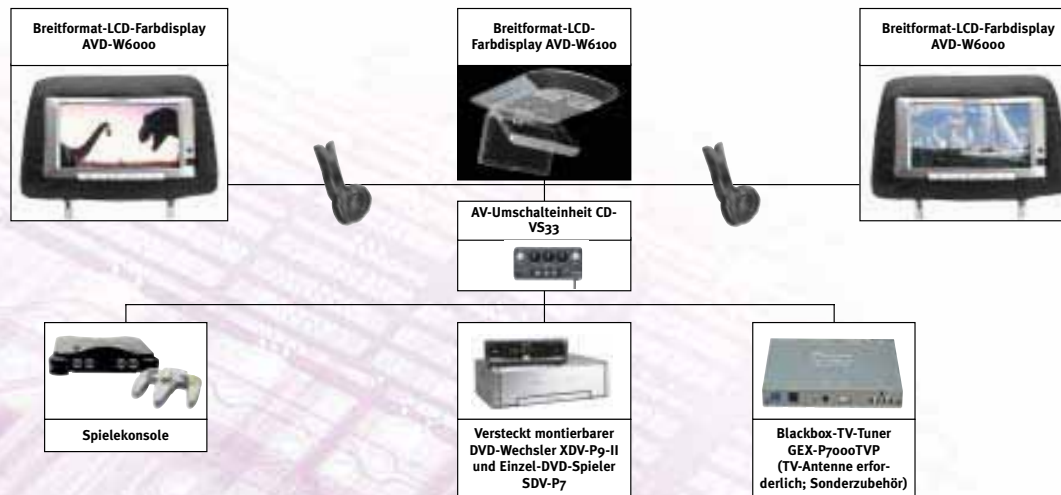 Breitformat-LCD-Farbdisplay
AVD-W6000
Breitformat-LCD-
Farbdisplay AVD-W6100
Breitformat-LCD-Farbdisplay
AVD-W6000
AV-Umschalteinheit CD-
VS33
Spielekonsole
Versteckt montierbarer
DVD-Wechsler XDV-P9-II
und Einzel-DVD-Spieler
SDV-P7
Blackbox-TV-Tuner
GEX-P7000TVP
(TV-Antenne erfor-
derlich; Sonderzubehör)